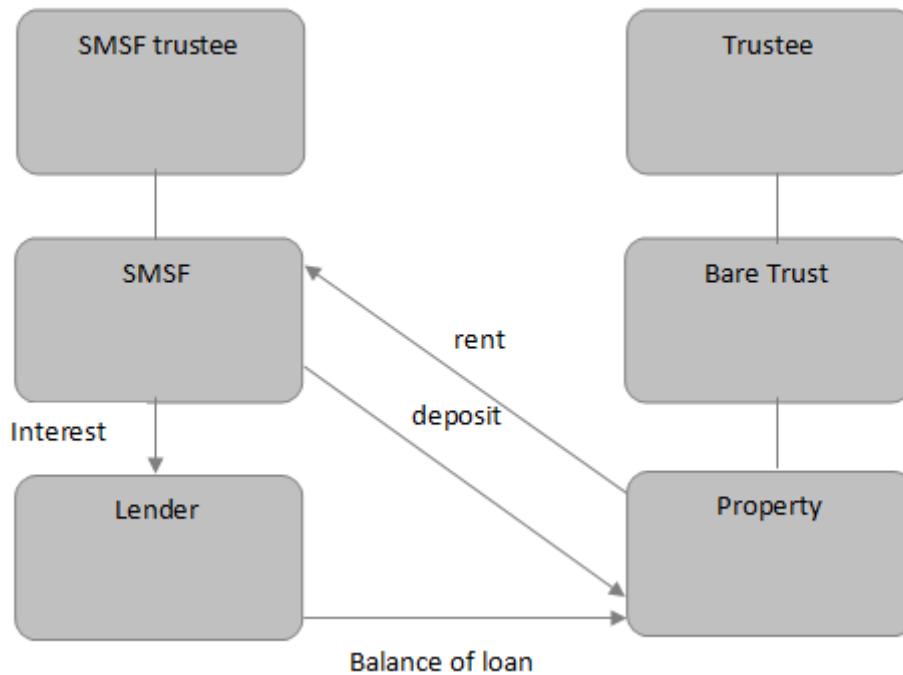 SMSF trustee
Trustee
SMSF
Bare Trust
rent
deposit
Interest
Lender
Property
Balance of loan